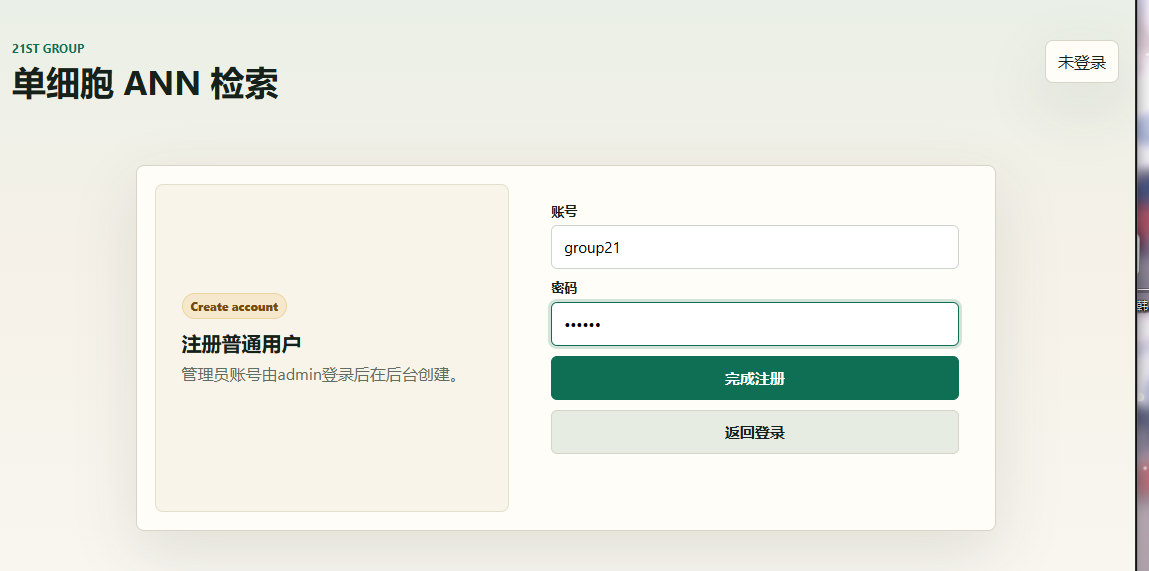 21ST GROUP
单细胞 ANN 检索
未登录
Create account
注册普通用户
管理员账号由admin登录后在后台创建。
账号
group21
密码
••••••
完成注册
返回登录
韩